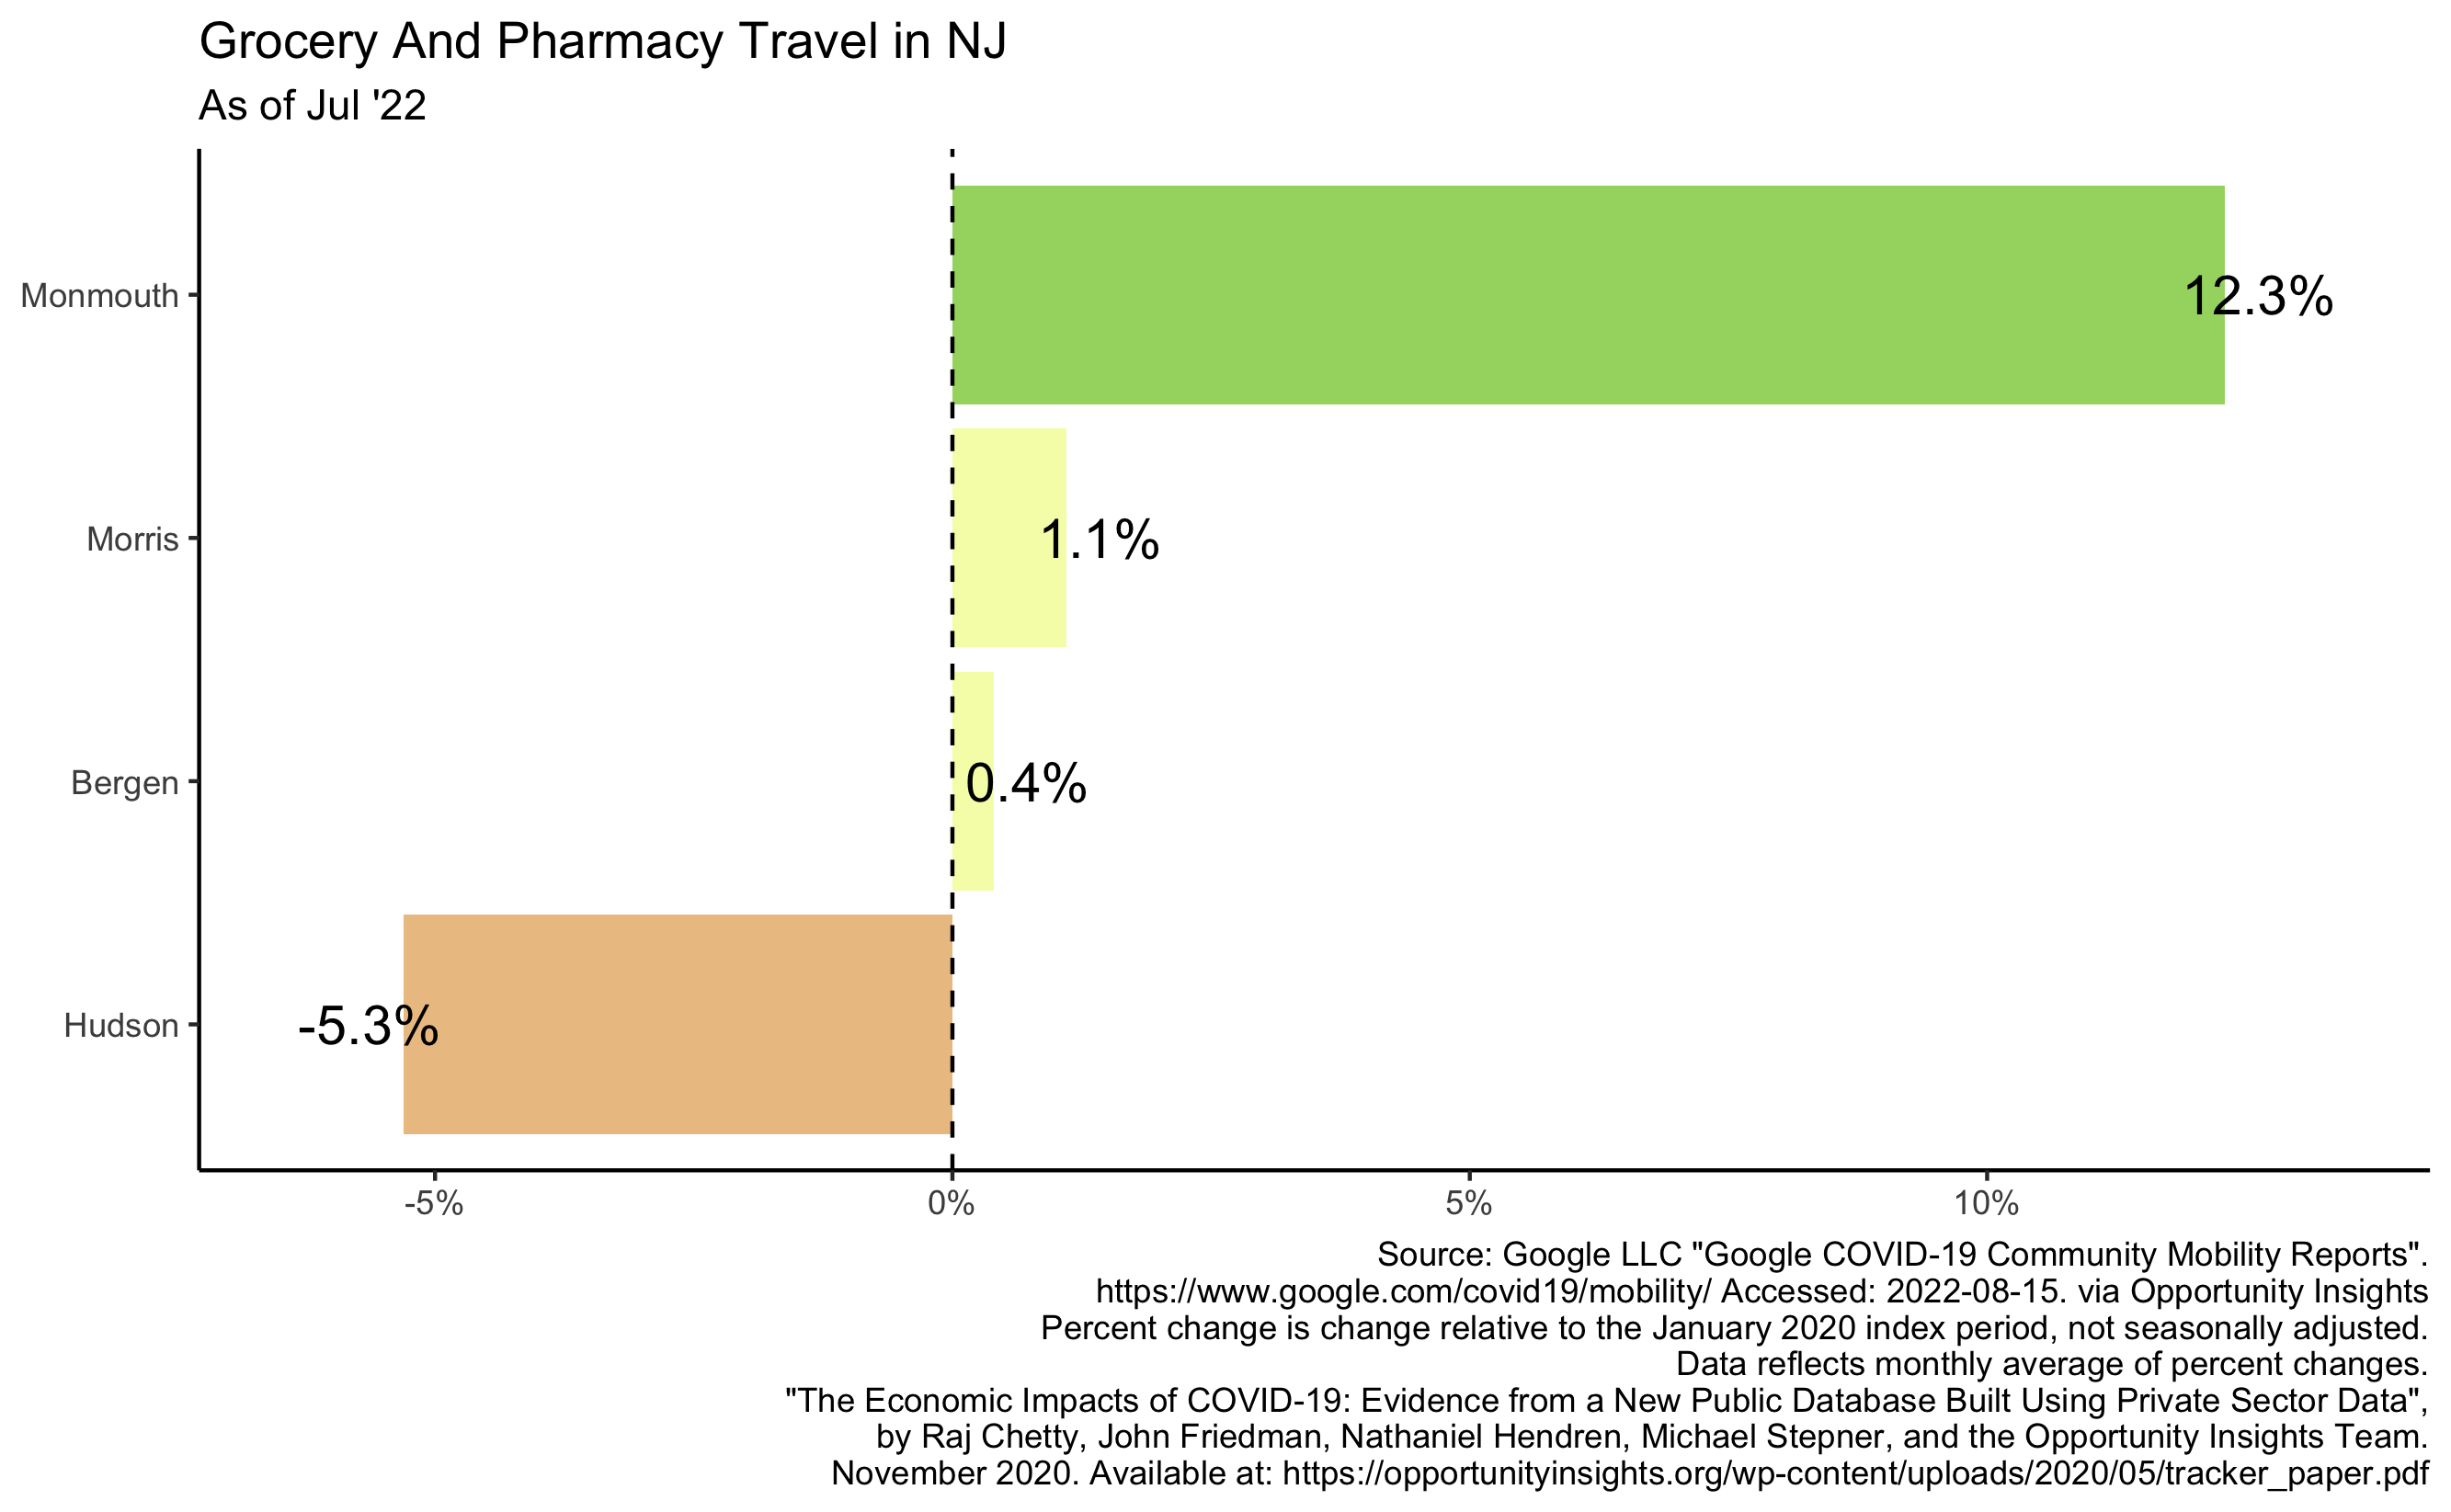 Grocery And Pharmacy Travel in NJ
As of Jul '22
Monmouth
12.3%
Morris
1.1%
Bergen
0.4%
Hudson
-5.3%
-5%
0%
5%
10%
Source: Google LLC "Google COVID-19 Community Mobility Reports".
https://www.google.com/covid19/mobility/ Accessed: 2022-08-15. via Opportunity Insights
Percent change is change relative to the January 2020 index period, not seasonally adjusted.
Data reflects monthly average of percent changes.
"The Economic Impacts of COVID-19: Evidence from a New Public Database Built Using Private Sector Data",
by Raj Chetty, John Friedman, Nathaniel Hendren, Michael Stepner, and the Opportunity Insights Team.
November 2020. Available at: https://opportunityinsights.org/wp-content/uploads/2020/05/tracker_paper.pdf